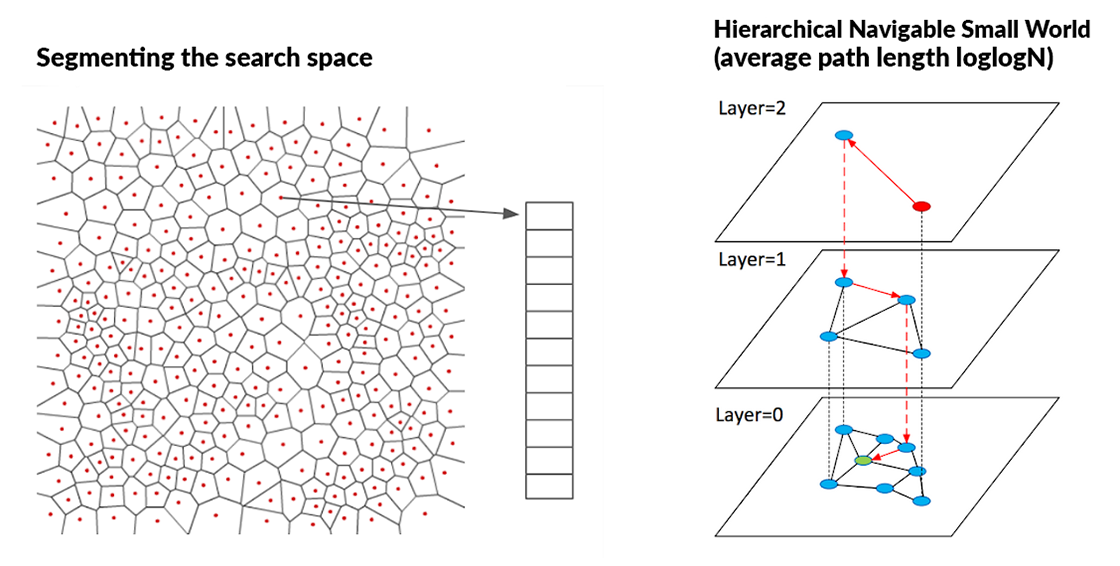 Segmenting the search space
Hierarchical Navigable Small World
(average path length loglogN)
Layer=2
Layer=1
Layer=0